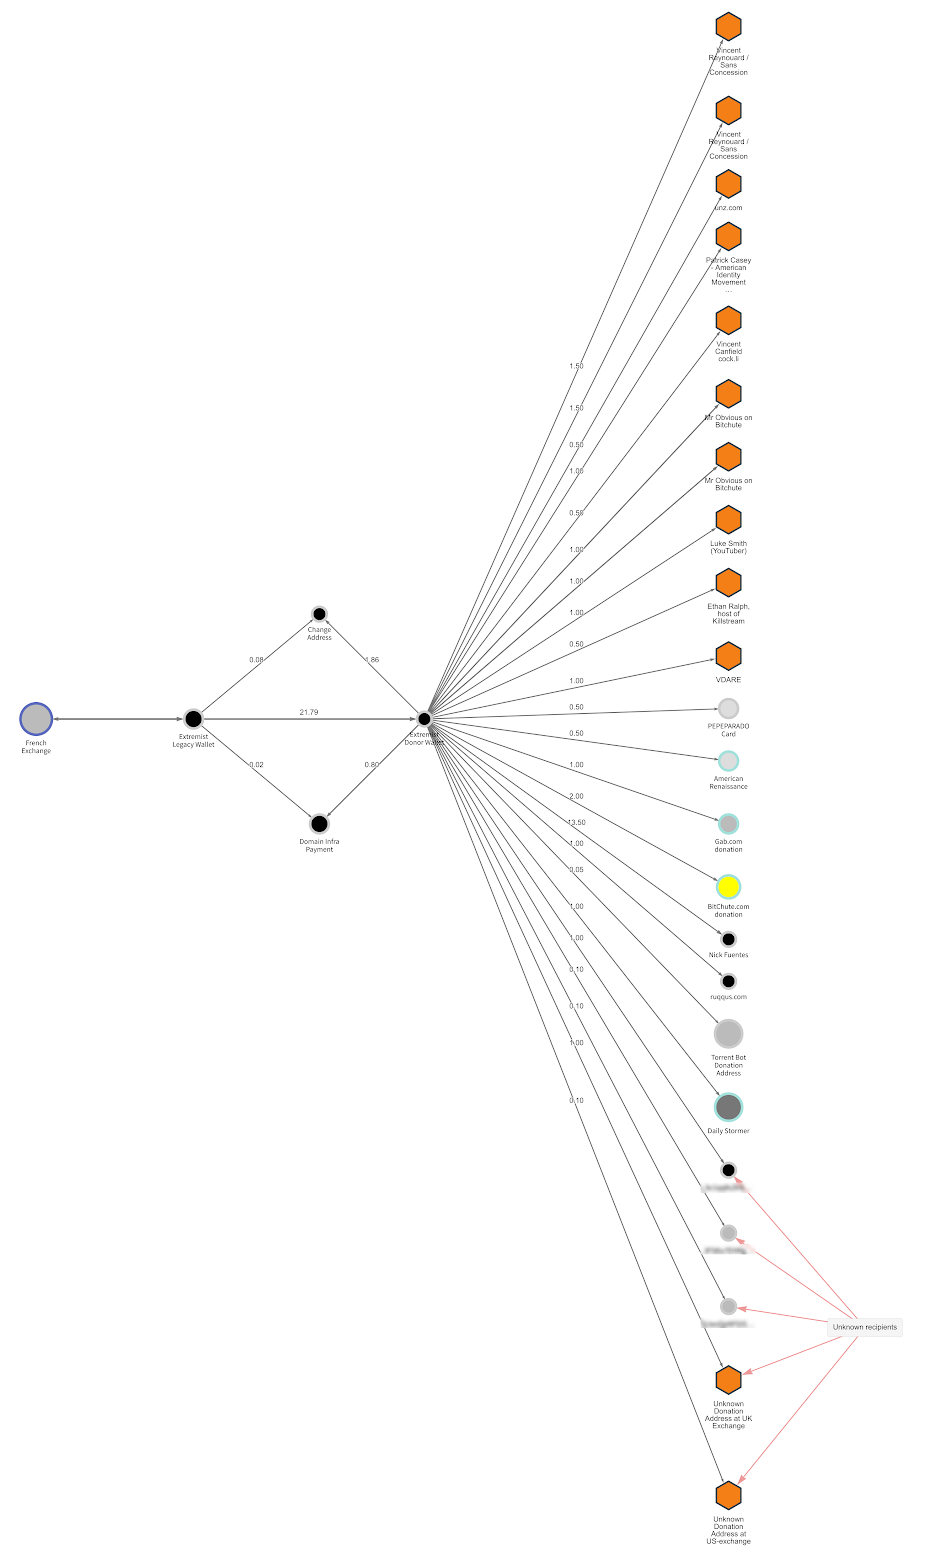 Vincent
Reynouard /
Sans
Concession
Vincent
Reynouard /
Sans
Concession
unz.com
Patrick Casey
- American
Identity
Movement
...
Vincent
Canfield
cock.li
1.50
1.50
Mr Obvious on
Bitchute
0.50
1.00
Mr Obvious on
Bitchute
0.50
Luke Smith
(YouTuber)
1.00
1.00
Ethan Ralph,
host of
Killstream
1.00
Change
Address
0.50
0.08
1.86
1.00
VDARE
0.50
PEPEPARADO
Card
21.79
French
Exchange
Extremist
Legacy Wallet
Extremist
Donor Wallet
0.50
0.02
0.80
1.00
American
Renaissance
2.00
13.50
Domain Infra
Payment
1.00
Gab.com
donation
0.05
1.00
BitChute.com
donation
1.00
Nick Fuentes
0.10
ruqqus.com
0.10
1.00
Torrent Bot
Donation
Address
0.10
Daily Stormer
Unknown recipients
Unknown
Donation
Address at UK
Exchange
Unknown
Donation
Address at
US-exchange